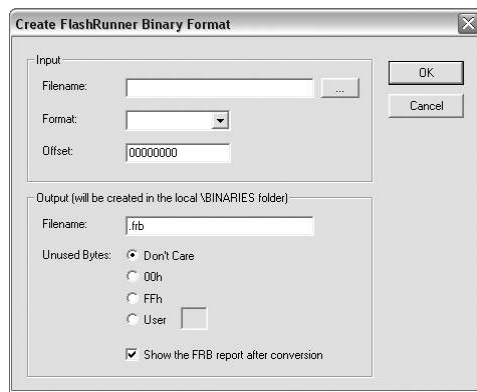 Create FlashRunner Binary Format
Input
OK
Filename:
...
Cancel
Format:
Offset:
00000000
Output (will be created in the local \BINARIES folder)
Filename:
.frb
Unused Bytes:
Don't Care
00h
FFh
User
Show the FRB report after conversion